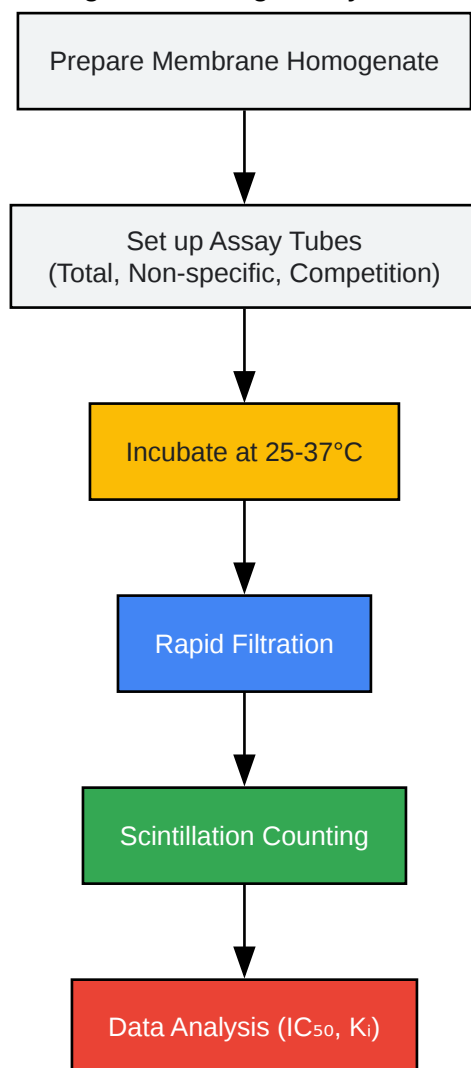 Prepare Membrane Homogenate
Set up Assay Tubes
(Total, Non-specific, Competition)
Incubate at 25-37°C
Rapid Filtration
Scintillation Counting
Data Analysis (IC₅₀, Kᵢ)